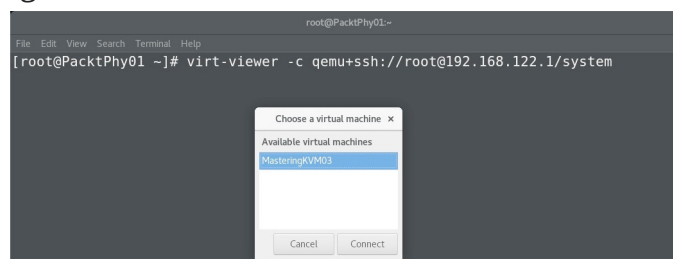 root@PacktPhy01:~
File Edit View Search Terminal Help
[root@PacktPhy01 ~]# virt-viewer -c qemu+ssh://root@192.168.122.1/system
Choose a virtual machine ×
Available virtual machines
MasteringKVM03
Cancel Connect